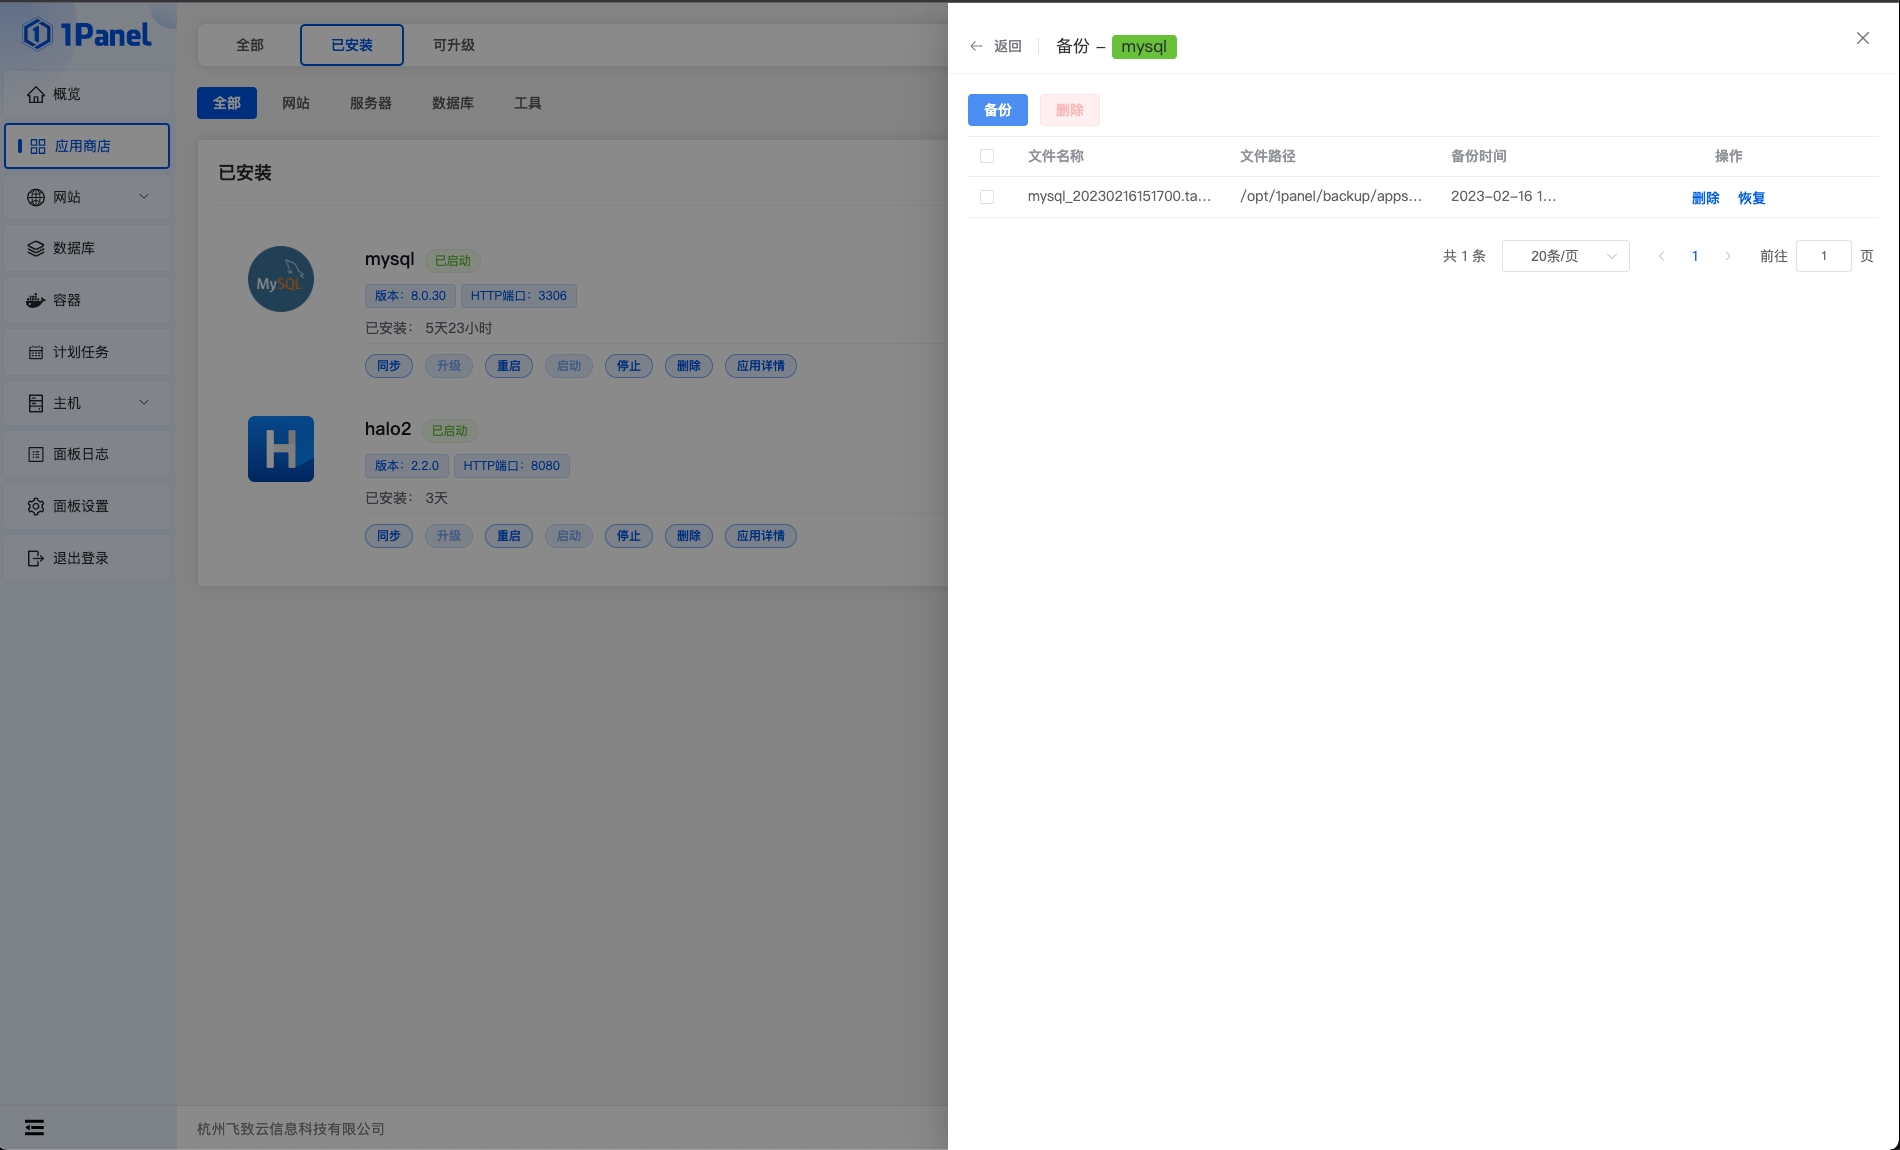 1Panel
概览
应用商店
网站
数据库
容器
计划任务
主机
面板日志
面板设置
退出登录
全部 已安装 可升级
全部 网站 服务器 数据库 工具
已安装
MySQL
mysql 已启动
版本：8.0.30 HTTP端口：3306
已安装： 5天23小时
同步 升级 重启 启动 停止 删除 应用详情
H
halo2 已启动
版本：2.2.0 HTTP端口：8080
已安装： 3天
同步 升级 重启 启动 停止 删除 应用详情
杭州飞致云信息科技有限公司
返回 备份 – mysql
备份 删除
文件名称 文件路径 备份时间 操作
mysql_20230216151700.ta... /opt/1panel/backup/apps... 2023-02-16 1... 删除 恢复
共 1 条 20条/页 1 前往 1 页